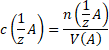 c(1/z A) = n(1/z A) / V(A)